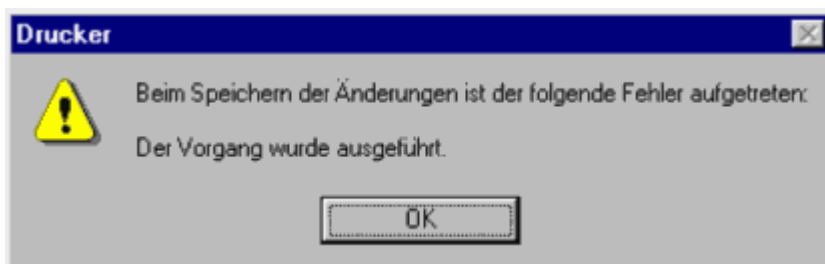 Drucker
Beim Speichern der Änderungen ist der folgende Fehler aufgetreten:
Der Vorgang wurde ausgeführt.
OK